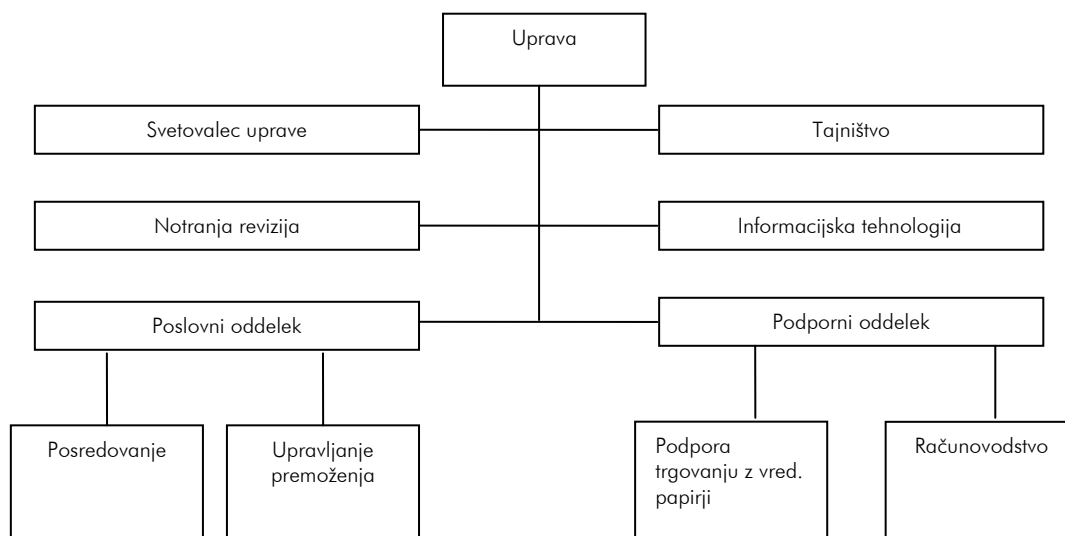 Uprava
Svetovalec uprave
Tajništvo
Notranja revizija
Informacijska tehnologija
Poslovni oddelek
Podporni oddelek
Posredovanje
Upravljanje
premoženja
Podpora
trgovanju z vred.
papirji
Računovodstvo